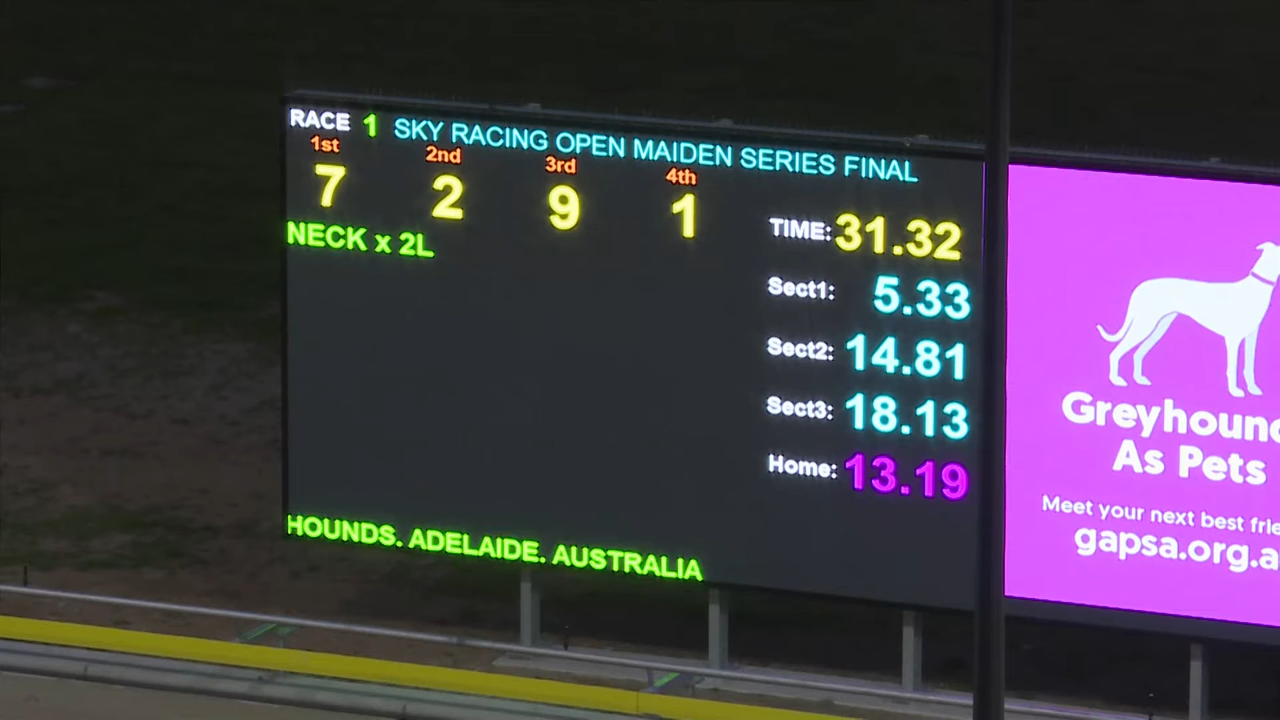 RACE 1 SKY RACING OPEN MAIDEN SERIES FINAL
1st 2nd 3rd 4th
7 2 9 1
NECK x 2L
TIME: 31.32
Sect1: 5.33
Sect2: 14.81
Sect3: 18.13
Home: 13.19
HOUNDS. ADELAIDE. AUSTRALIA
Greyhoun
As Pets
Meet your next best frie
gapsa.org.a